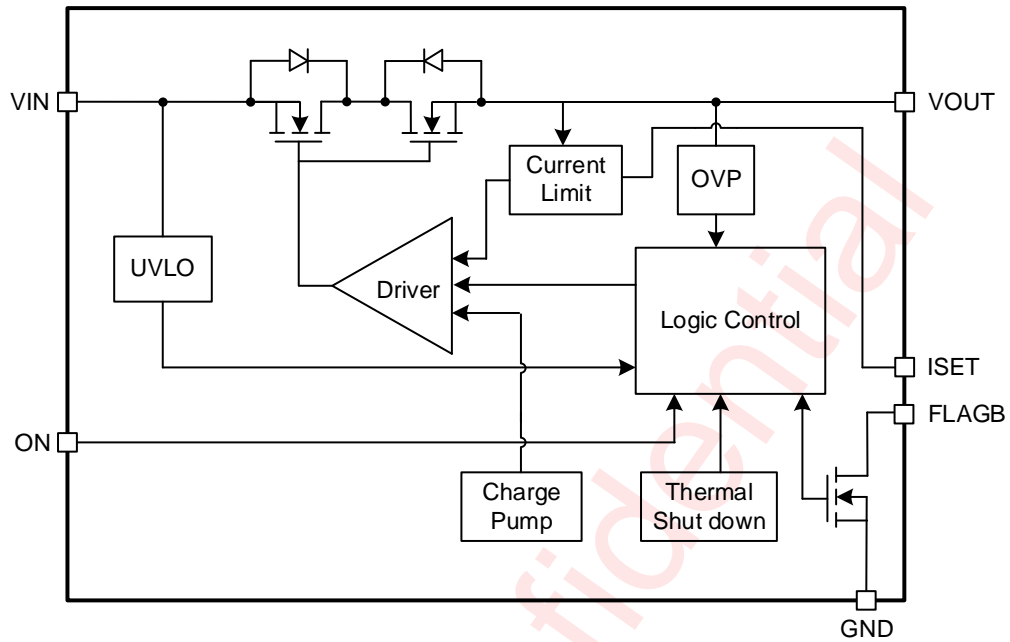 VIN
VOUT
Current
Limit
OVP
UVLO
Driver
Logic Control
ISET
FLAGB
ON
Charge
Pump
Thermal
Shut down
GND
fidential